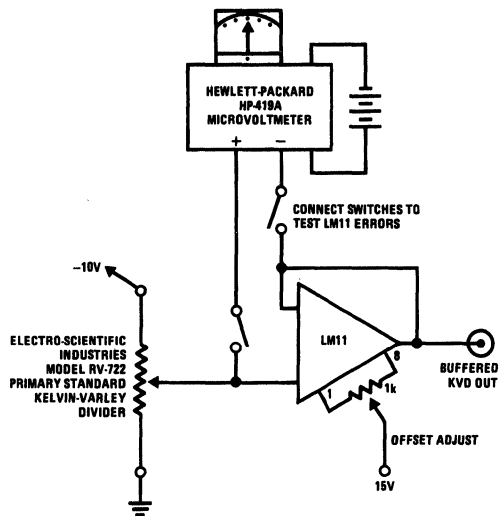 HEWLETT-PACKARD
HP-419A
MICROVOLTMETER
+ −
CONNECT SWITCHES TO
TEST LM11 ERRORS
−10V
ELECTRO-SCIENTIFIC
INDUSTRIES
MODEL RV-722
PRIMARY STANDARD
KELVIN-VARLEY
DIVIDER
LM11
8
1
1k
BUFFERED
KVD OUT
OFFSET ADJUST
15V